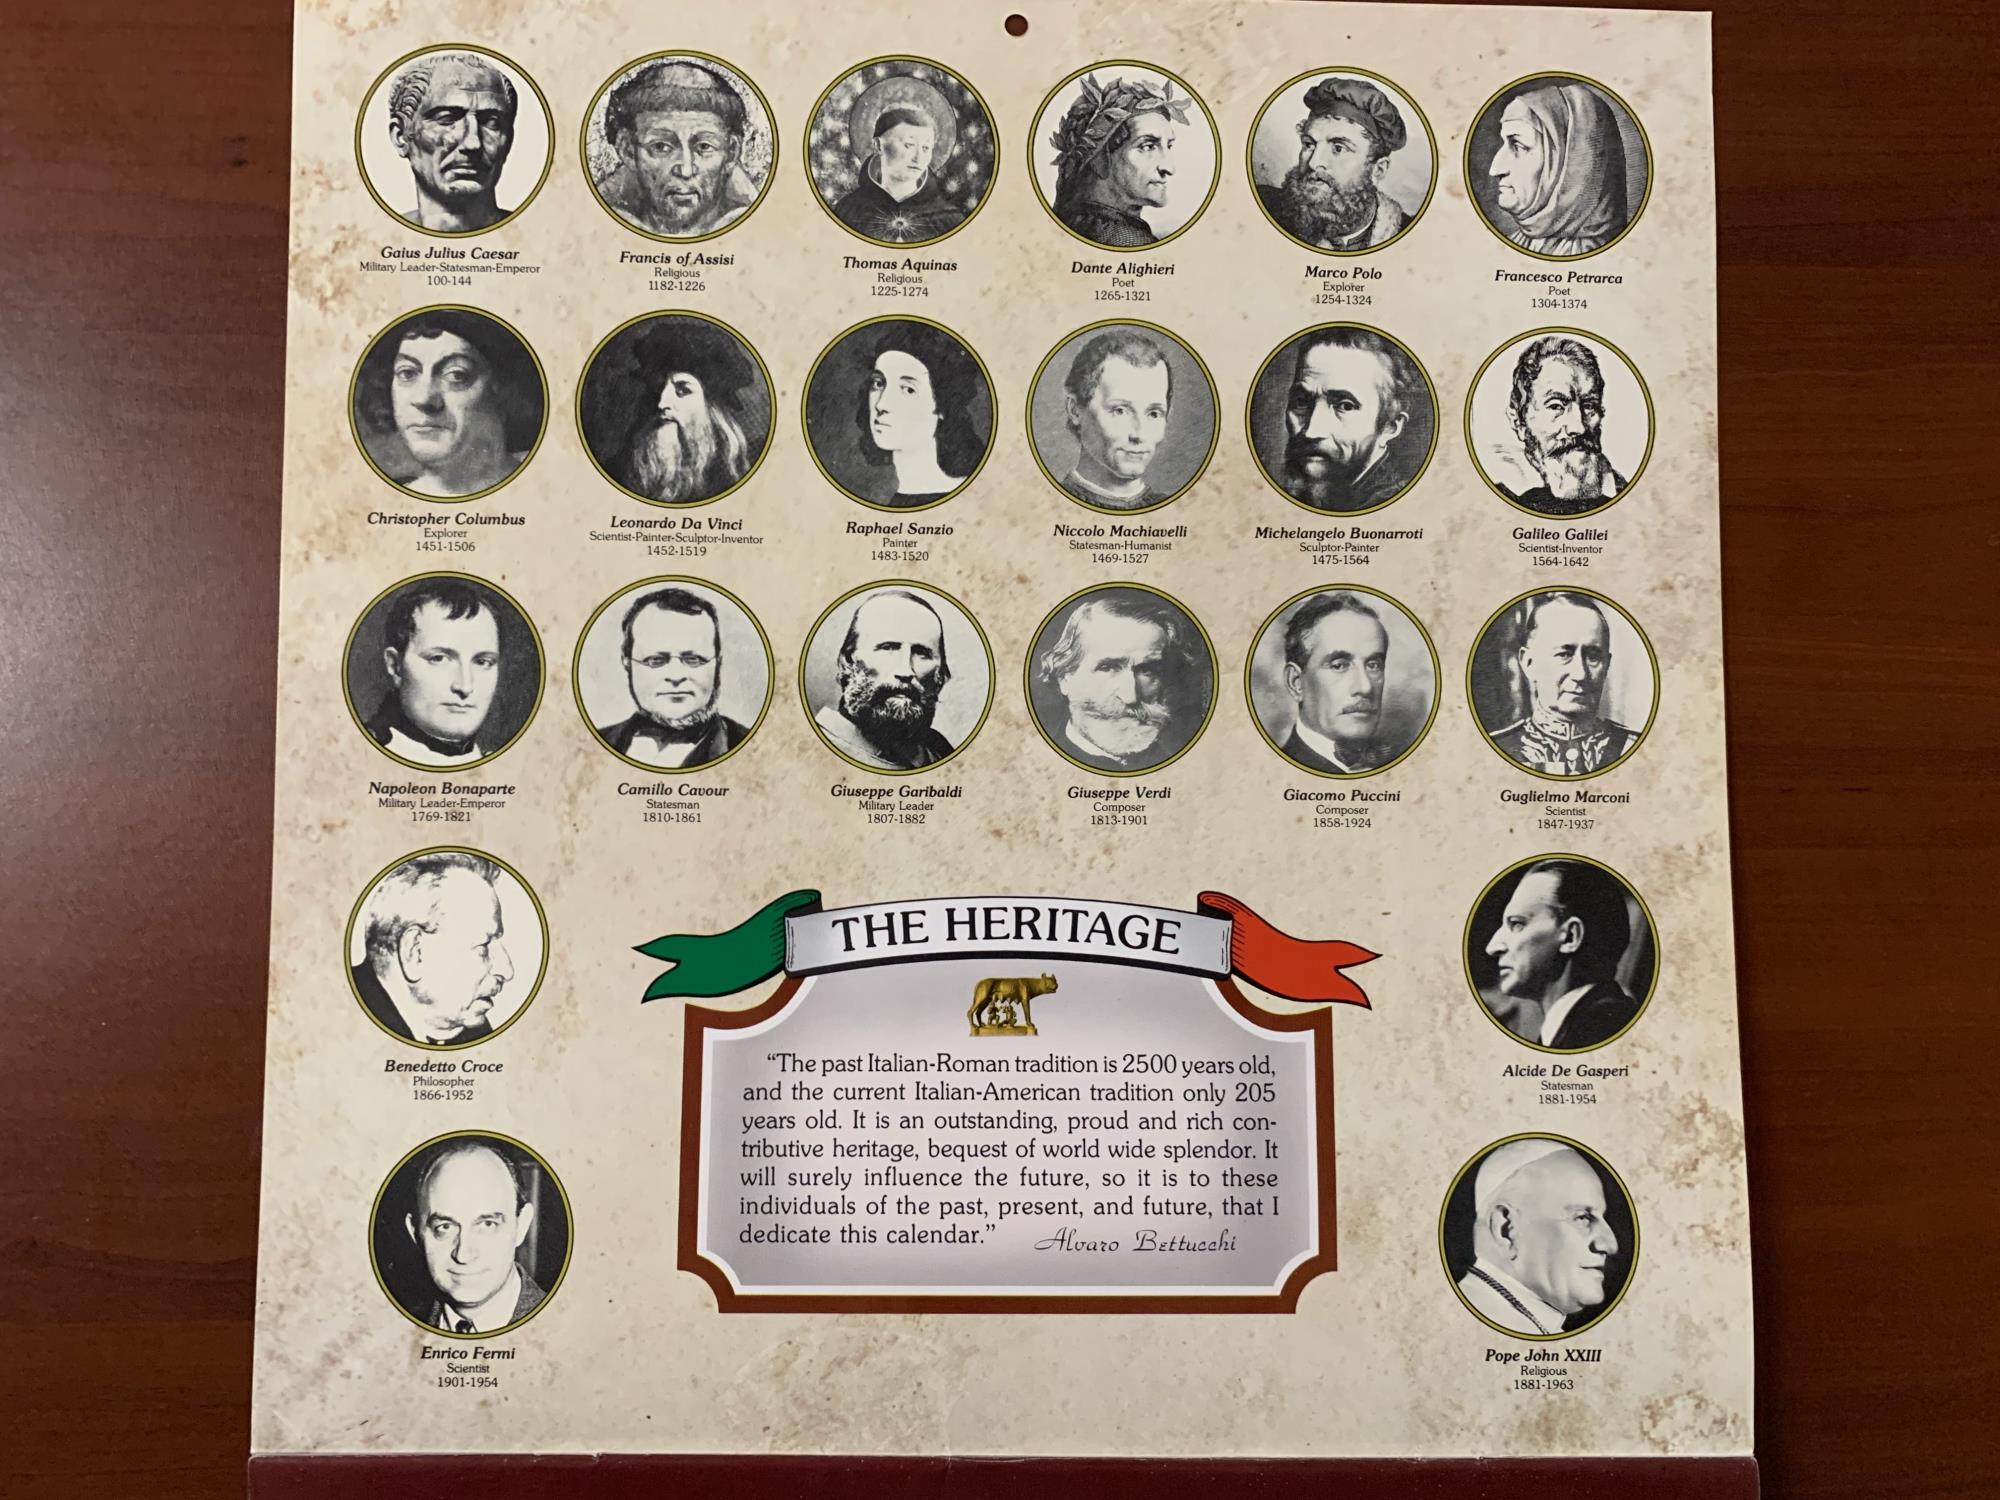 Gaius Julius Caesar
Military Leader-Statesman-Emperor
100-144
Francis of Assisi
Religious
1182-1226
Thomas Aquinas
Religious
1225-1274
Dante Alighieri
Poet
1265-1321
Marco Polo
Explorer
1254-1324
Francesco Petrarca
Poet
1304-1374
Christopher Columbus
Explorer
1451-1506
Leonardo Da Vinci
Scientist-Painter-Sculptor-Inventor
1452-1519
Raphael Sanzio
Painter
1483-1520
Niccolo Machiavelli
Statesman-Humanist
1469-1527
Michelangelo Buonarroti
Sculptor-Painter
1475-1564
Galileo Galilei
Scientist-Inventor
1564-1642
Napoleon Bonaparte
Military Leader-Emperor
1769-1821
Camillo Cavour
Statesman
1810-1861
Giuseppe Garibaldi
Military Leader
1807-1882
Giuseppe Verdi
Composer
1813-1901
Giacomo Puccini
Composer
1858-1924
Guglielmo Marconi
Scientist
1847-1937
Benedetto Croce
Philosopher
1866-1952
Alcide De Gasperi
Statesman
1881-1954
Enrico Fermi
Scientist
1901-1954
Pope John XXIII
Religious
1881-1963
THE HERITAGE
“The past Italian-Roman tradition is 2500 years old,
and the current Italian-American tradition only 205
years old. It is an outstanding, proud and rich con-
tributive heritage, bequest of world wide splendor. It
will surely influence the future, so it is to these
individuals of the past, present, and future, that I
dedicate this calendar.” Alvaro Bettucchi